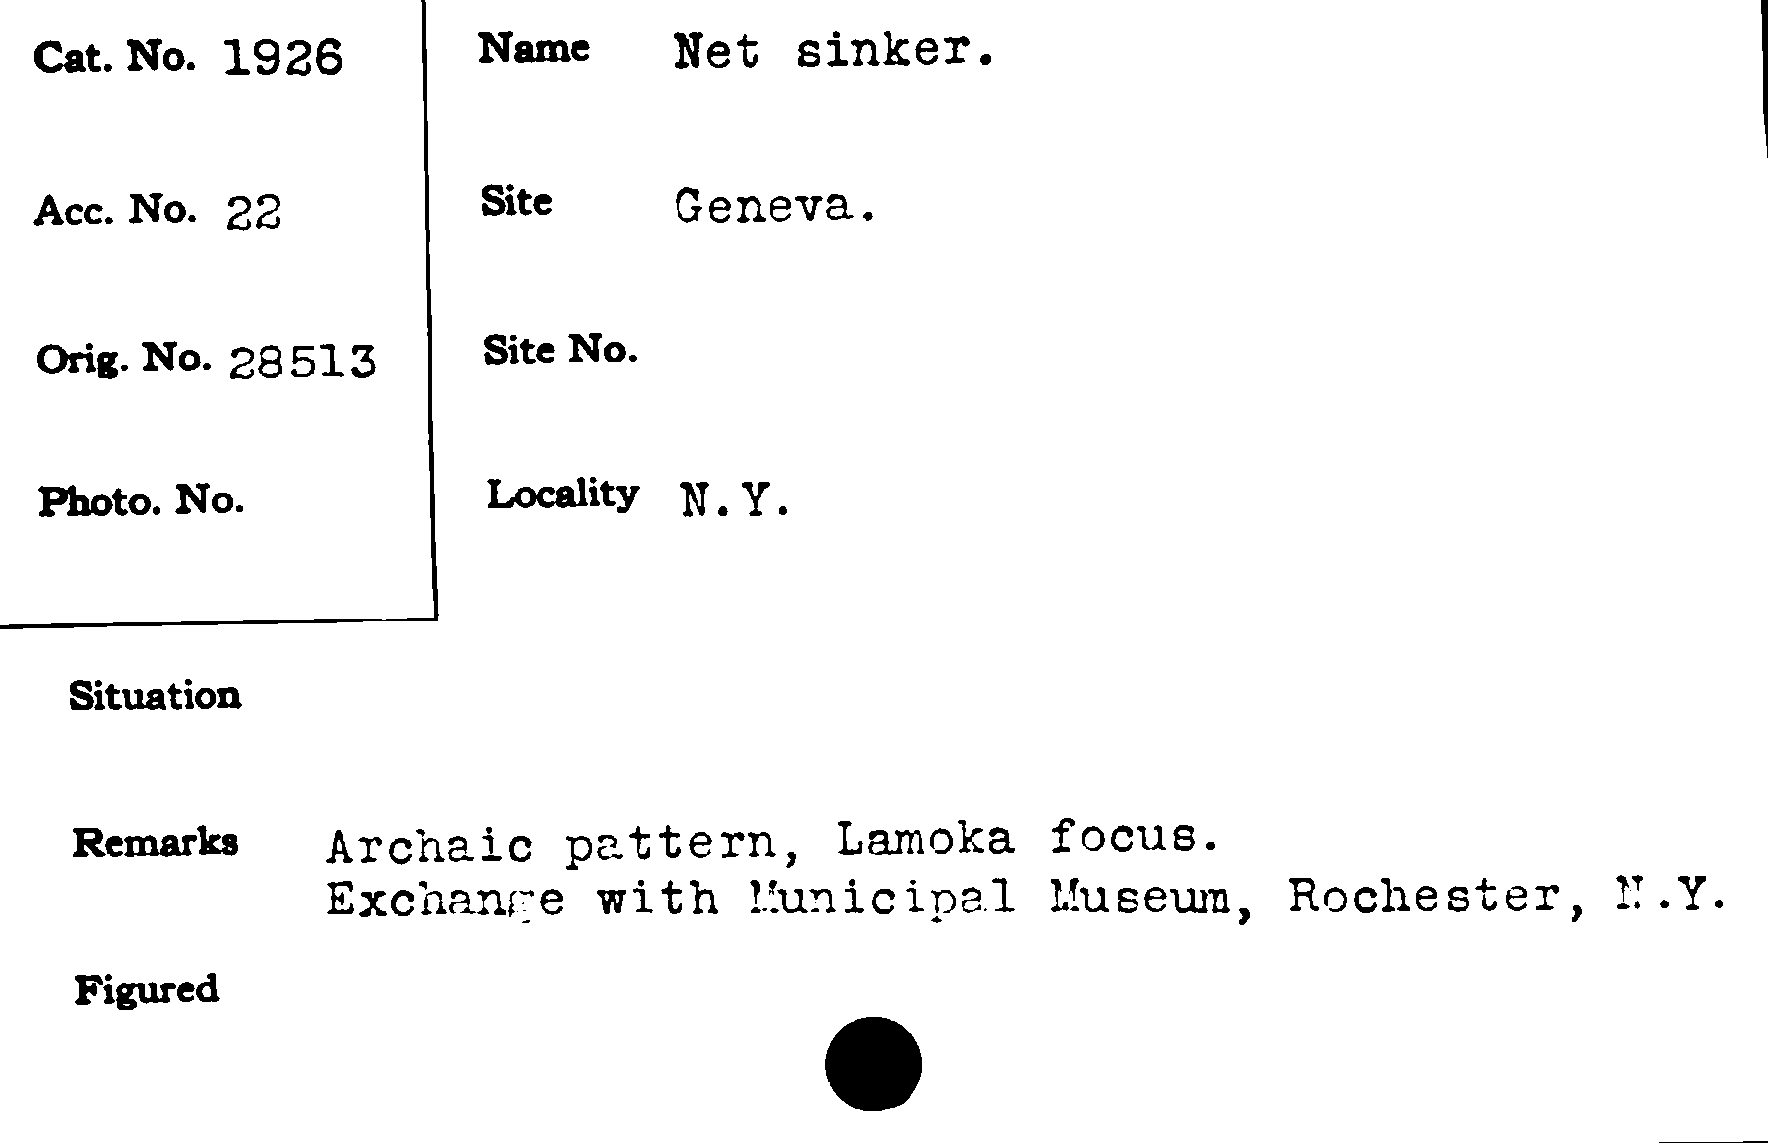 Cat. No. 1926
Name Net sinker.
Acc. No. 22
Site Geneva.
Orig. No. 28513
Site No.
Photo. No.
Locality N.Y.
Situation
Remarks Archaic pattern, Lamoka focus.
Exchange with Municipal Museum, Rochester, N.Y.
Figured